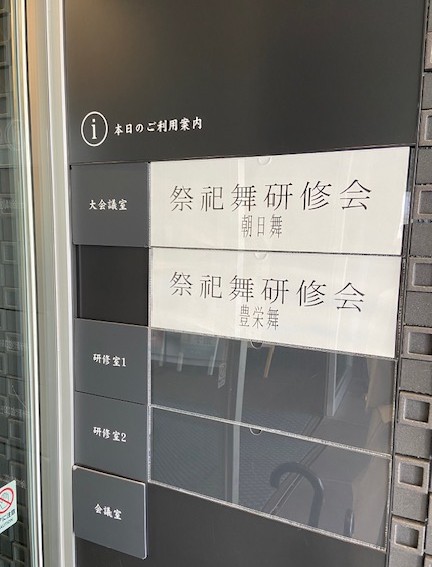 i 本日のご利用案内
大会議室
祭祀舞研修会
朝日舞
祭祀舞研修会
豊栄舞
研修室1
研修室2
会議室